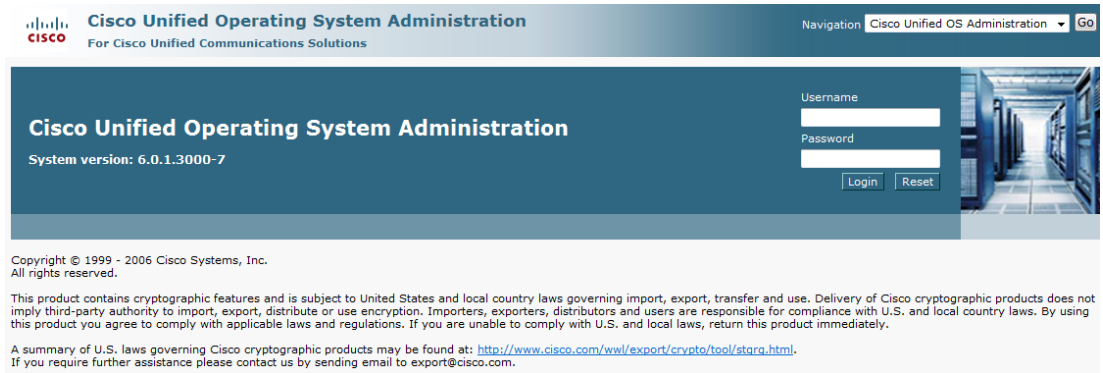 CISCO
Cisco Unified Operating System Administration
For Cisco Unified Communications Solutions
Navigation Cisco Unified OS Administration Go
Cisco Unified Operating System Administration
System version: 6.0.1.3000-7
Username
Password
Login Reset
Copyright © 1999 - 2006 Cisco Systems, Inc.
All rights reserved.
This product contains cryptographic features and is subject to United States and local country laws governing import, export, transfer and use. Delivery of Cisco cryptographic products does not
imply third-party authority to import, export, distribute or use encryption. Importers, exporters, distributors and users are responsible for compliance with U.S. and local country laws. By using
this product you agree to comply with applicable laws and regulations. If you are unable to comply with U.S. and local laws, return this product immediately.
A summary of U.S. laws governing Cisco cryptographic products may be found at: http://www.cisco.com/wwl/export/crypto/tool/stqrg.html.
If you require further assistance please contact us by sending email to export@cisco.com.